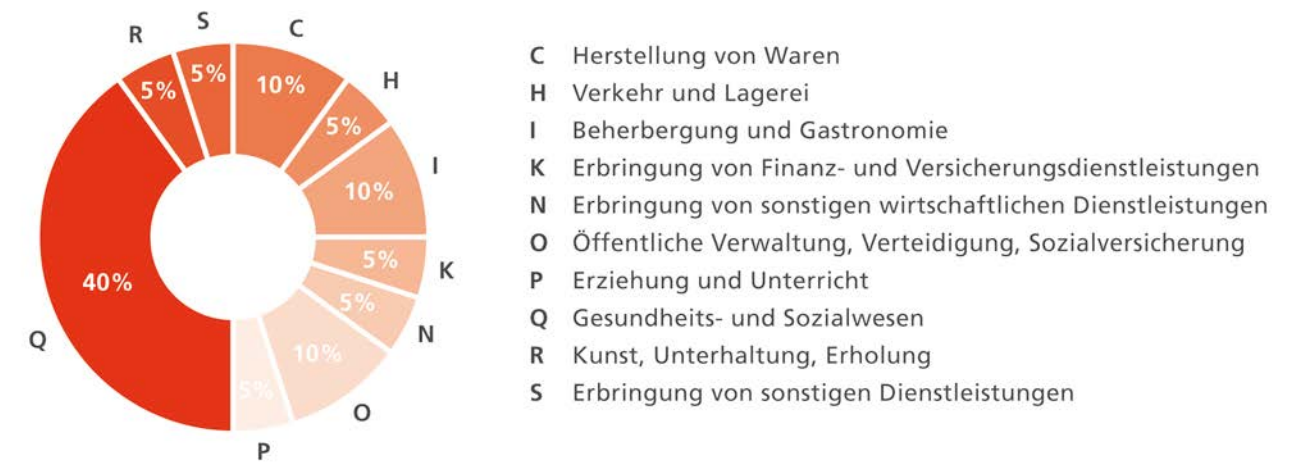 S
C
R
H
5%
5%
10%
5%
I
10%
5%
K
40%
5%
N
Q
10%
5%
O
P
C Herstellung von Waren
H Verkehr und Lagerei
I Beherbergung und Gastronomie
K Erbringung von Finanz- und Versicherungsdienstleistungen
N Erbringung von sonstigen wirtschaftlichen Dienstleistungen
O Öffentliche Verwaltung, Verteidigung, Sozialversicherung
P Erziehung und Unterricht
Q Gesundheits- und Sozialwesen
R Kunst, Unterhaltung, Erholung
S Erbringung von sonstigen Dienstleistungen